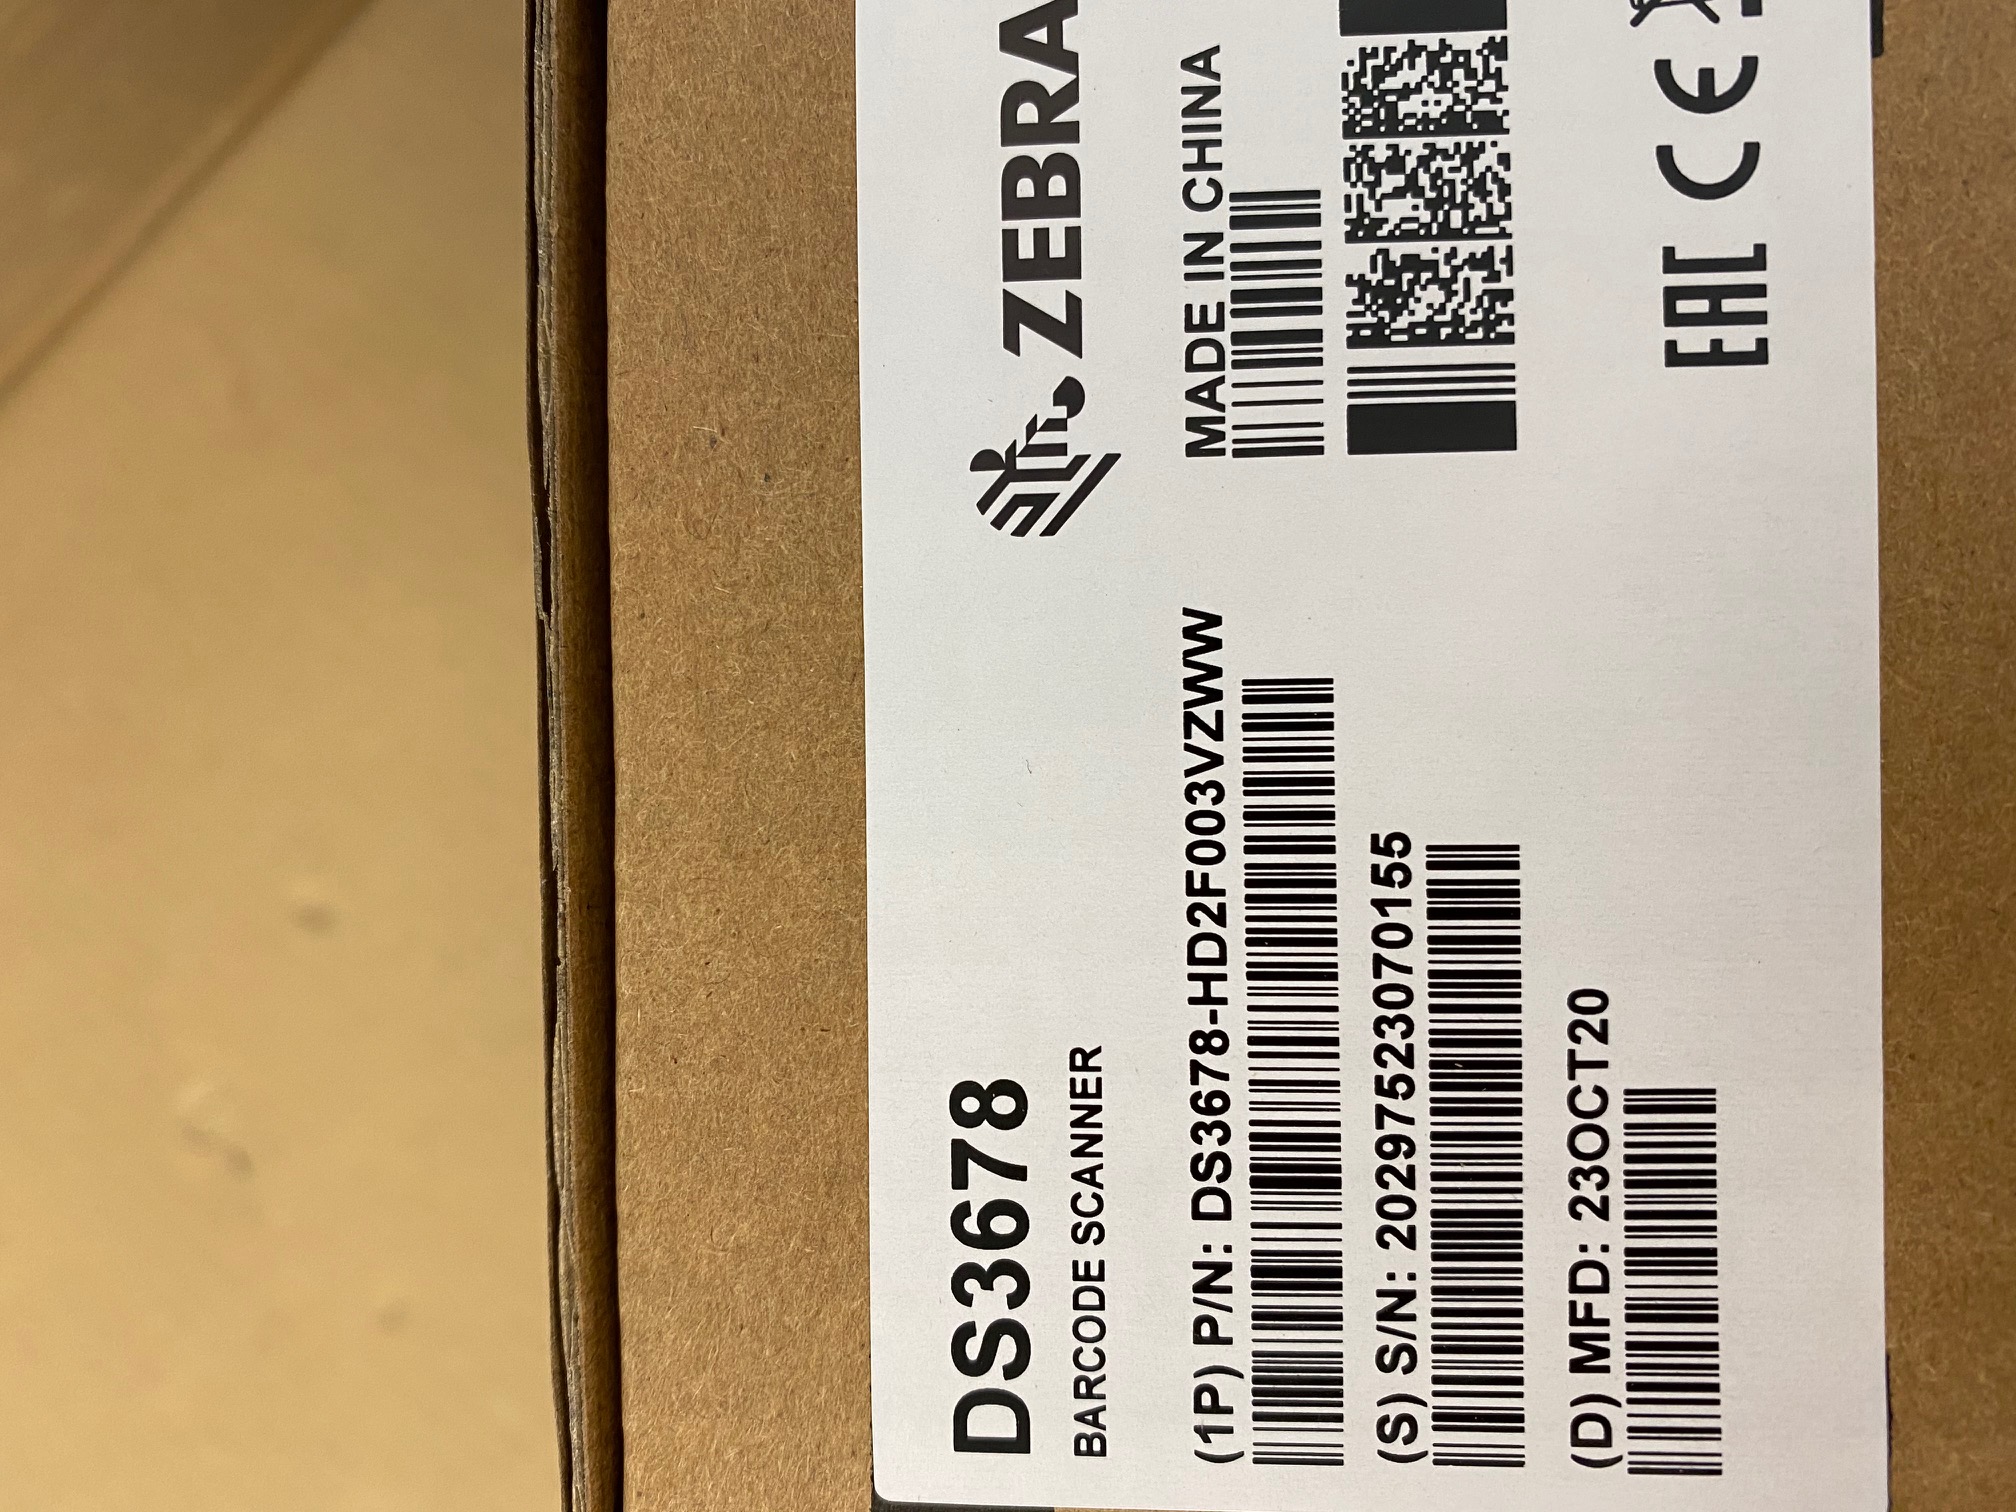 DS3678
BARCODE SCANNER
ZEBRA
(1P) P/N: DS3678-HD2F003VZWW
MADE IN CHINA
(S) S/N: 20297523070155
(D) MFD: 23OCT20
EAC CE